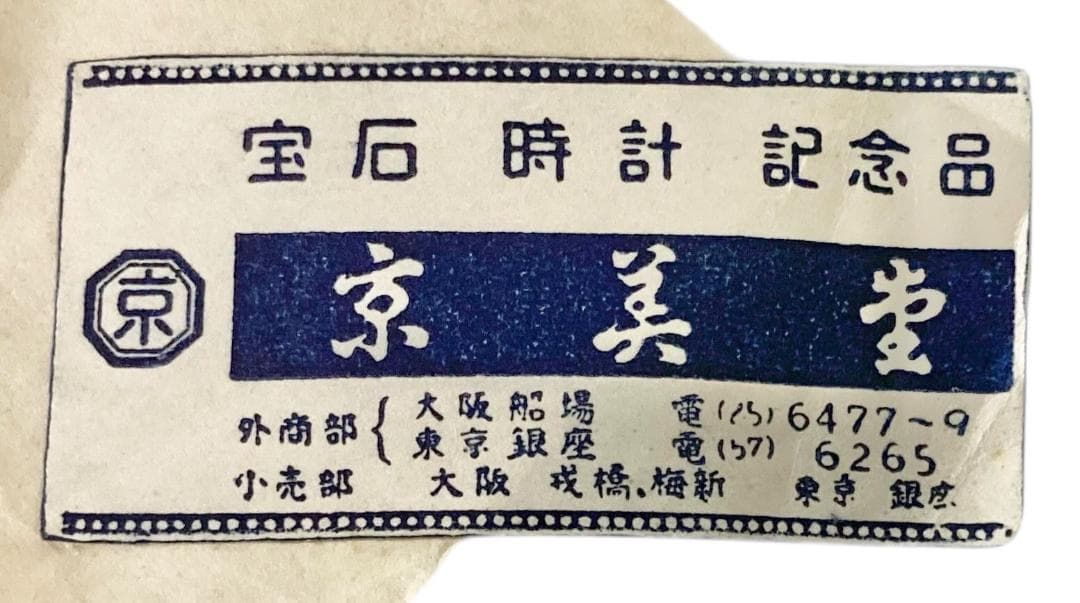 宝石 時計 記念品
京
京美堂
外商部 { 大阪船場 電(25)6477~9
東京銀座 電(57)6265
小売部 大阪 戎橋、梅新 東京 銀座